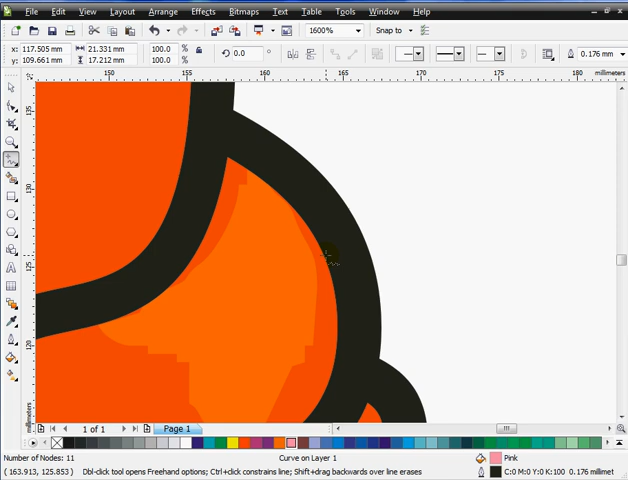 File Edit View Layout Arrange Effects Bitmaps Text Table Tools Window Help
1600% Snap to
x: 117.505 mm 21.331 mm 100.0 % 0.0 ° 0.176 mm
y: 109.661 mm 17.212 mm 100.0 %
150 155 160 165 170 175 180 millimeters
130
125
120
millimeters
1 of 1 Page 1
Number of Nodes: 11 Curve on Layer 1 Pink
( 163.913, 125.853 ) Dbl-click tool opens Freehand options; Ctrl+click constrains line; Shift+drag backwards over line erases C:0 M:0 Y:0 K:100 0.176 millimet